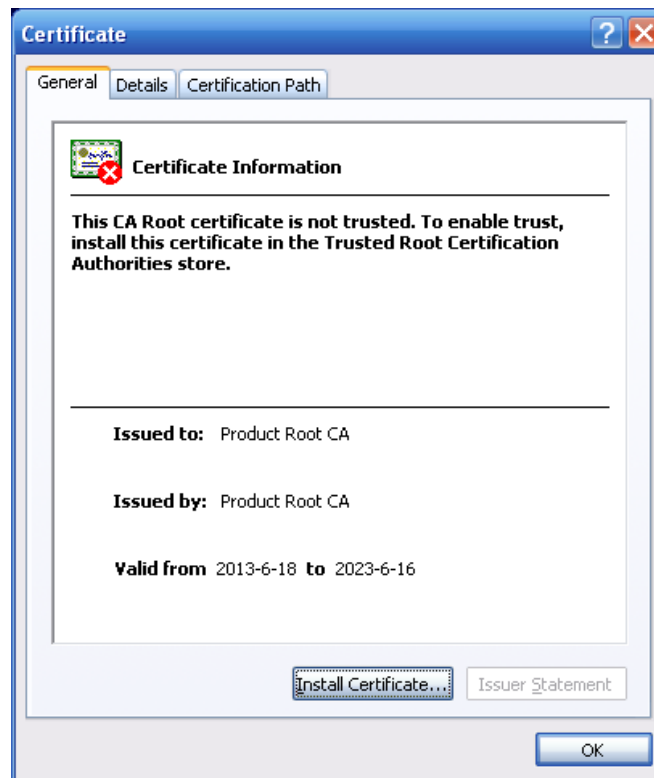 Certificate
General Details Certification Path
Certificate Information
This CA Root certificate is not trusted. To enable trust,
install this certificate in the Trusted Root Certification
Authorities store.
Issued to: Product Root CA
Issued by: Product Root CA
Valid from 2013-6-18 to 2023-6-16
Install Certificate... Issuer Statement
OK